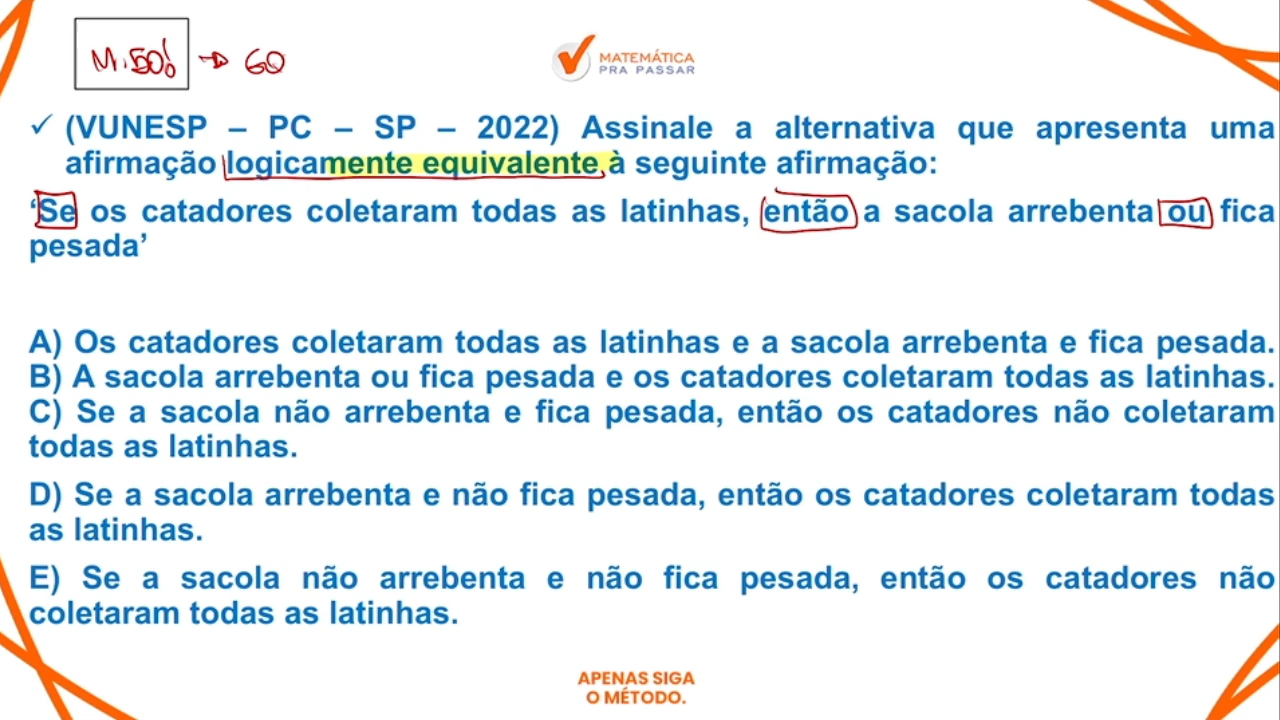 M.50! → 60
MATEMÁTICA
PRA PASSAR
✓ (VUNESP – PC – SP – 2022) Assinale a alternativa que apresenta uma
afirmação logicamente equivalente à seguinte afirmação:
‘Se os catadores coletaram todas as latinhas, então a sacola arrebenta ou fica
pesada’
A) Os catadores coletaram todas as latinhas e a sacola arrebenta e fica pesada.
B) A sacola arrebenta ou fica pesada e os catadores coletaram todas as latinhas.
C) Se a sacola não arrebenta e fica pesada, então os catadores não coletaram
todas as latinhas.
D) Se a sacola arrebenta e não fica pesada, então os catadores coletaram todas
as latinhas.
E) Se a sacola não arrebenta e não fica pesada, então os catadores não
coletaram todas as latinhas.
APENAS SIGA
O MÉTODO.